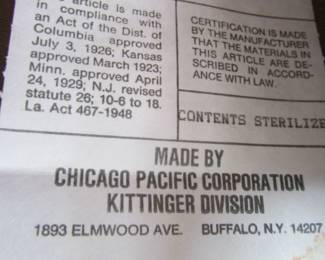 article is made
in compliance with
an Act of the Dist. of
Columbia approved
July 3, 1926; Kansas
approved March 1923;
Minn. approved April
24, 1929; N.J. revised
statute 26; 10-6 to 18.
La. Act 467-1948
CERTIFICATION IS MADE
BY THE MANUFACTURER
THAT THE MATERIALS IN
THIS ARTICLE ARE DE-
SCRIBED IN ACCORD-
ANCE WITH LAW.
CONTENTS STERILIZE
MADE BY
CHICAGO PACIFIC CORPORATION
KITTINGER DIVISION
1893 ELMWOOD AVE. BUFFALO, N.Y. 14207